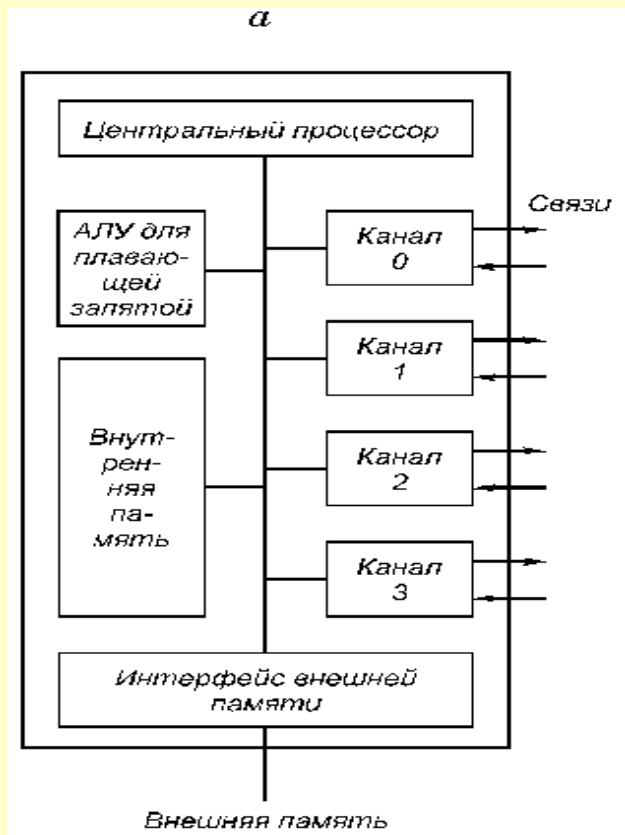 а
Центральный процессор
АЛУ для
плаваю-
щей
запятой
Связи
Канал
0
Канал
1
Внут-
рен-
няя
па-
мять
Канал
2
Канал
3
Интерфейс внешней
памяти
Внешняя память